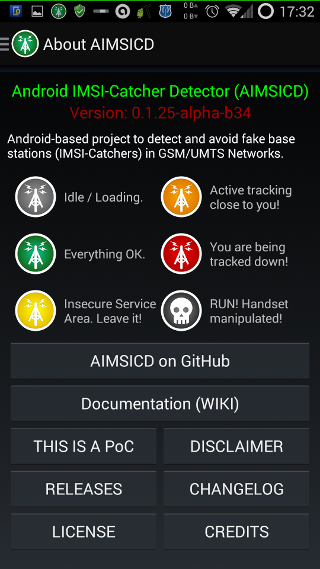 0 B
0 B
17:32
About AIMSICD
Android IMSI-Catcher Detector (AIMSICD)
Version: 0.1.25-alpha-b34
Android-based project to detect and avoid fake base
stations (IMSI-Catchers) in GSM/UMTS Networks.
Idle / Loading.
Active tracking
close to you!
Everything OK.
You are being
tracked down!
Insecure Service
Area. Leave it!
RUN! Handset
manipulated!
AIMSICD on GitHub
Documentation (WIKI)
THIS IS A PoC
DISCLAIMER
RELEASES
CHANGELOG
LICENSE
CREDITS